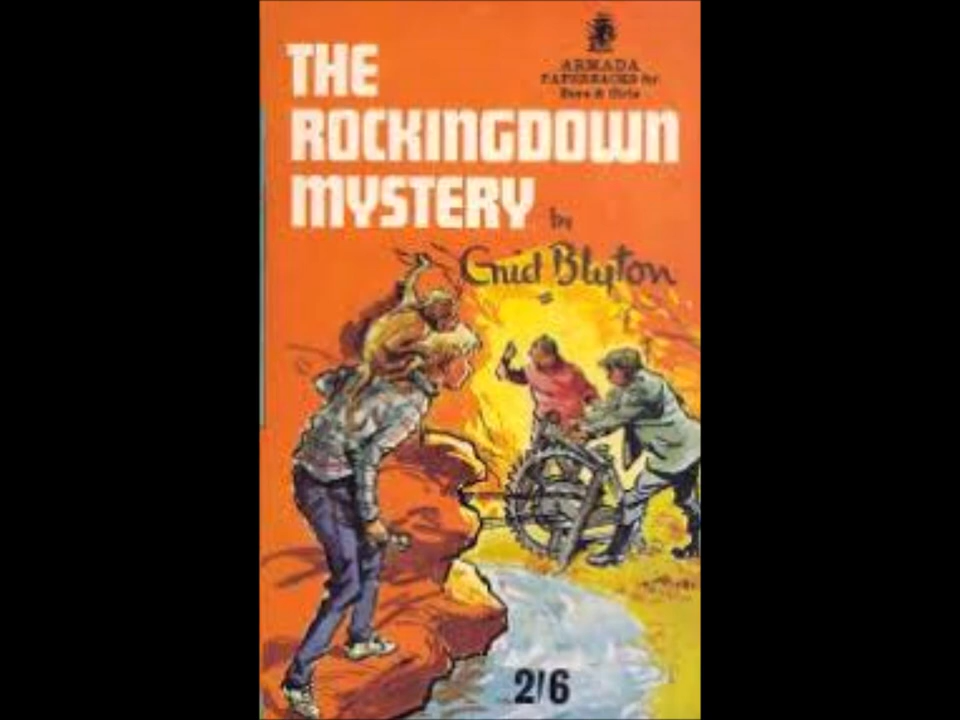 THE
ROCKINGDOWN
MYSTERY
ARMADA
PAPERBACKS for
Boys & Girls
by
Enid Blyton
2/6